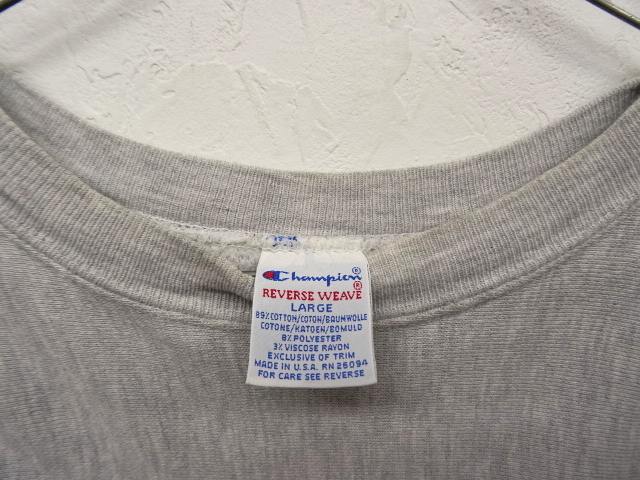 Champion®
REVERSE WEAVE®
LARGE
89% COTTON/COTON/BAUMWOLLE
COTONE/KATOEN/BOMULD
8% POLYESTER
3% VISCOSE RAYON
EXCLUSIVE OF TRIM
MADE IN U.S.A. RN 26094
FOR CARE SEE REVERSE